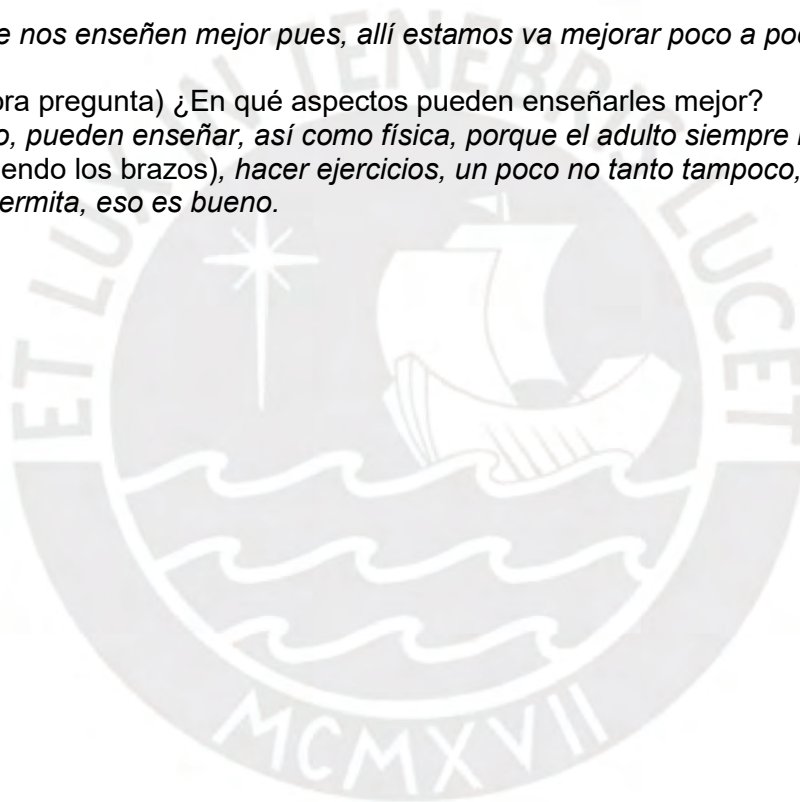 e nos enseñen mejor pues, allí estamos va mejorar poco a po
ora pregunta) ¿En qué aspectos pueden enseñarles mejor?
o, pueden enseñar, así como física, porque el adulto siempre
endo los brazos), hacer ejercicios, un poco no tanto tampoco,
ermita, eso es bueno.
ET LUX IN TENEBRIS LUCET
MCMXVII